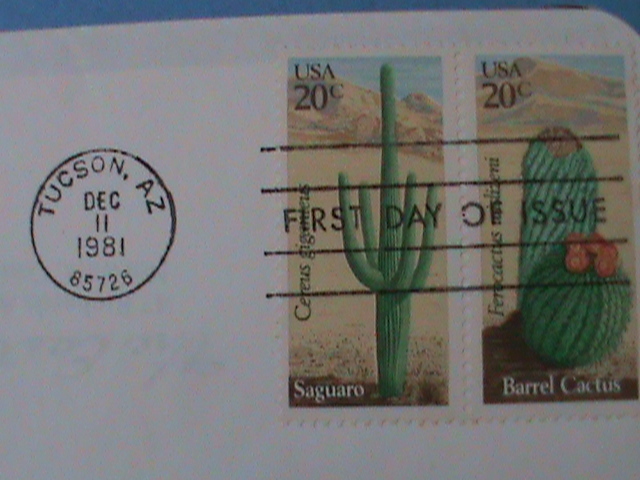 TUCSON, AZ
DEC
11
1981
85726
USA
20c
Cereus giganteus
Saguaro
USA
20c
Ferocactus wislizeni
Barrel Cactus
FIRST DAY OF ISSUE